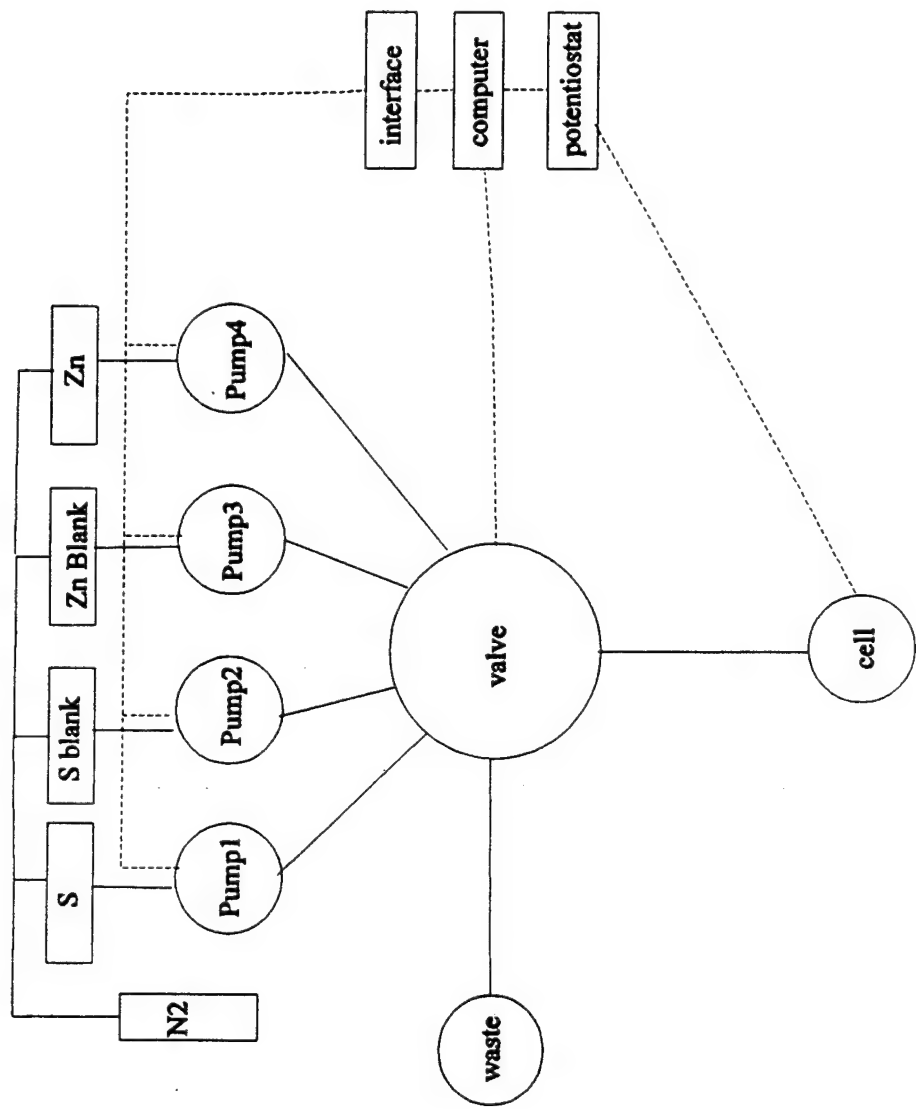 N2
S
S blank
Zn Blank
Zn
Pump1
Pump2
Pump3
Pump4
interface
computer
potentiostat
valve
waste
cell